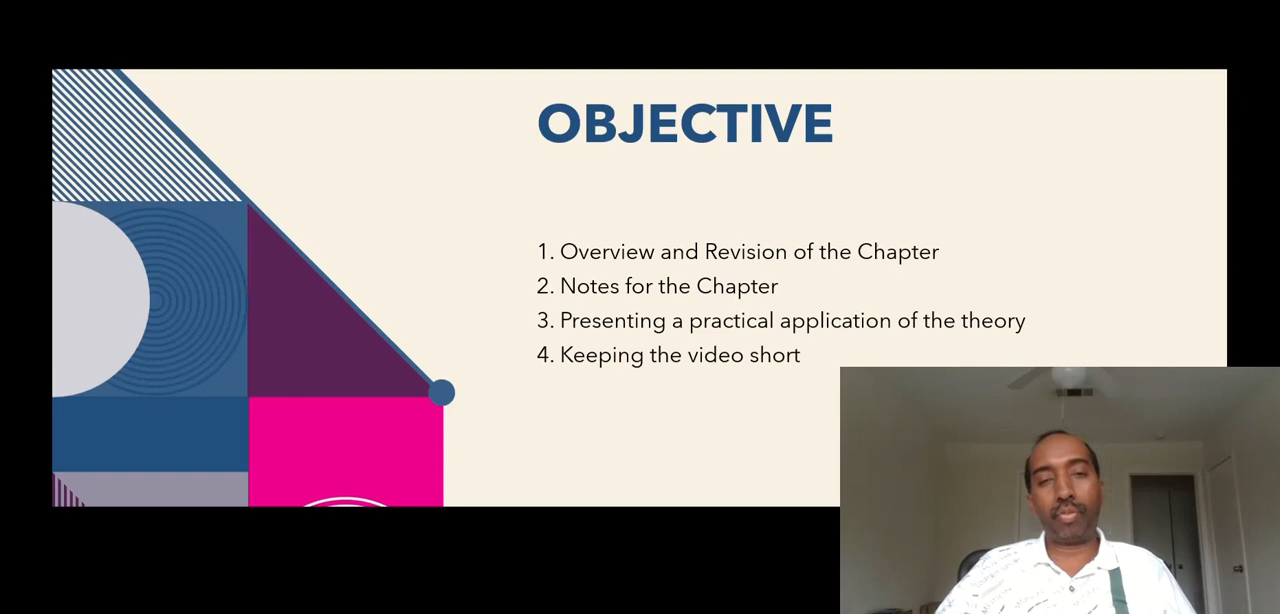 OBJECTIVE
1. Overview and Revision of the Chapter
2. Notes for the Chapter
3. Presenting a practical application of the theory
4. Keeping the video short